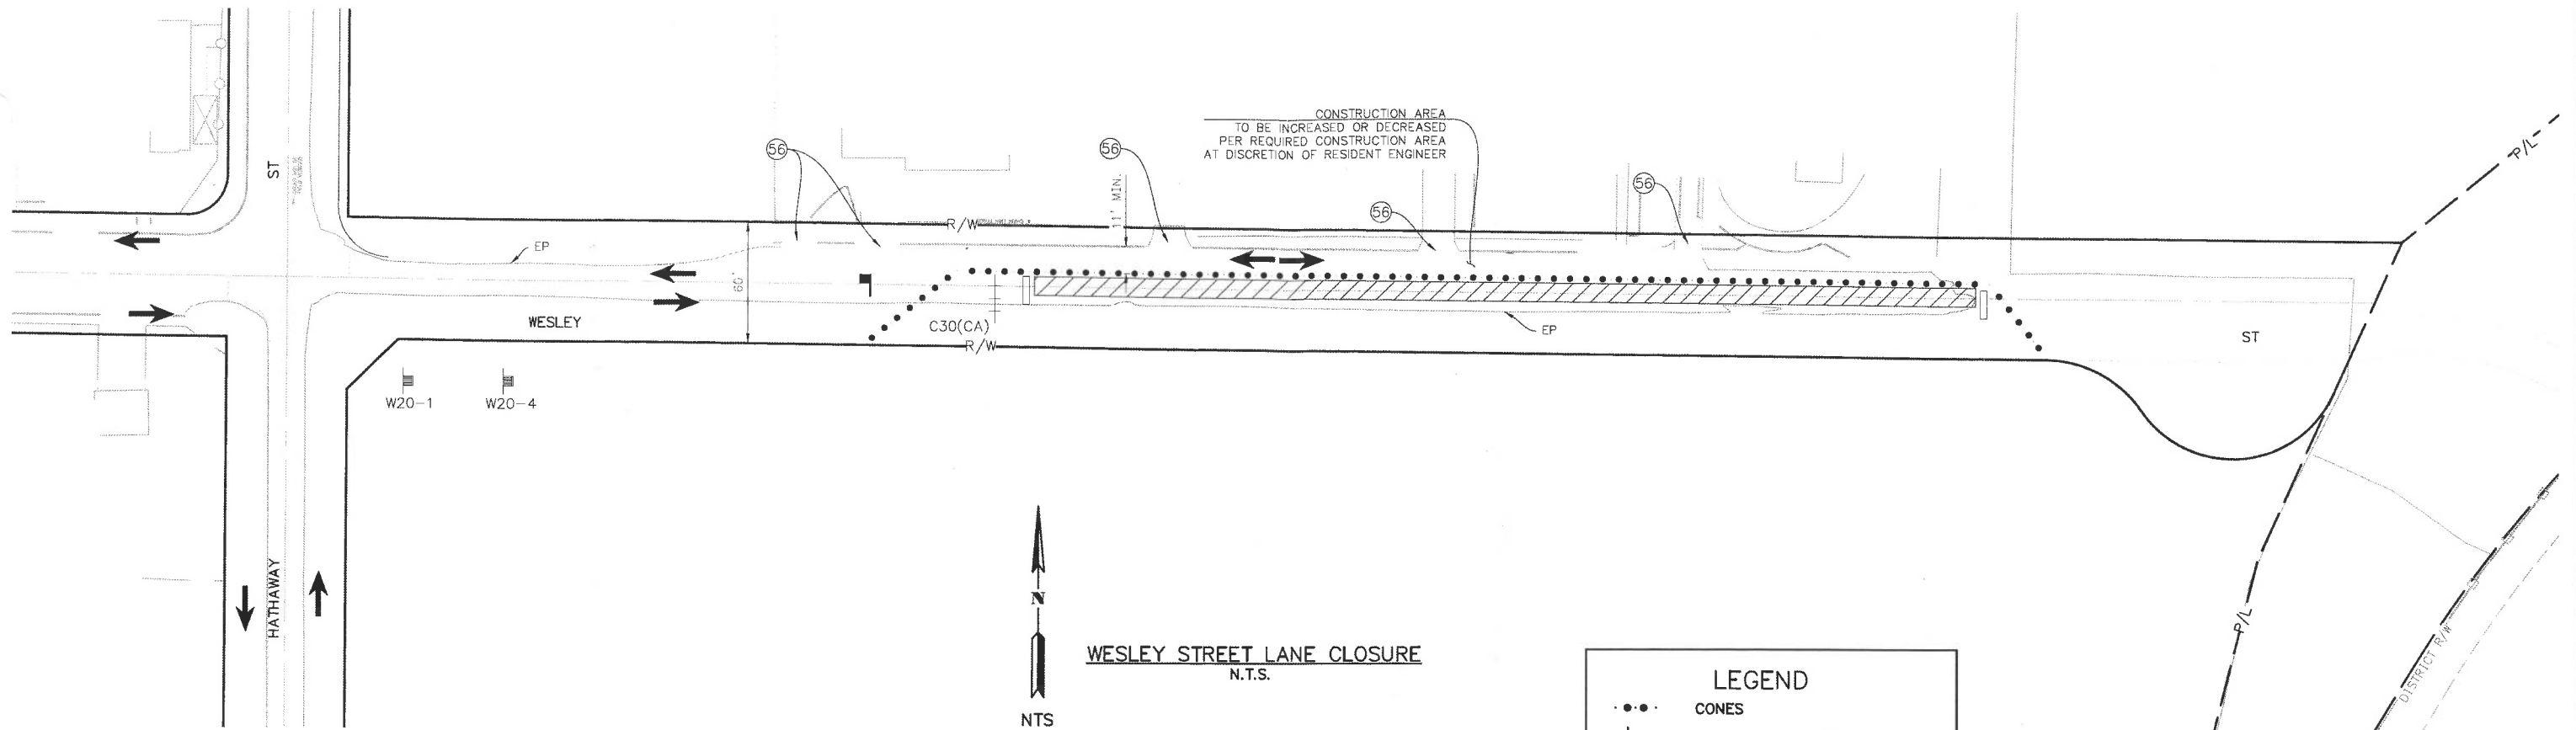 CONSTRUCTION AREA
TO BE INCREASED OR DECREASED
PER REQUIRED CONSTRUCTION AREA
AT DISCRETION OF RESIDENT ENGINEER
56
56
56
56
P/L
ST
11' MIN.
R/W
EP
60'
WESLEY
C30(CA)
R/W
EP
ST
W20-1
W20-4
HATHAWAY
N
NTS
WESLEY STREET LANE CLOSURE
N.T.S.
P/L
DISTRICT R/W
LEGEND
CONES